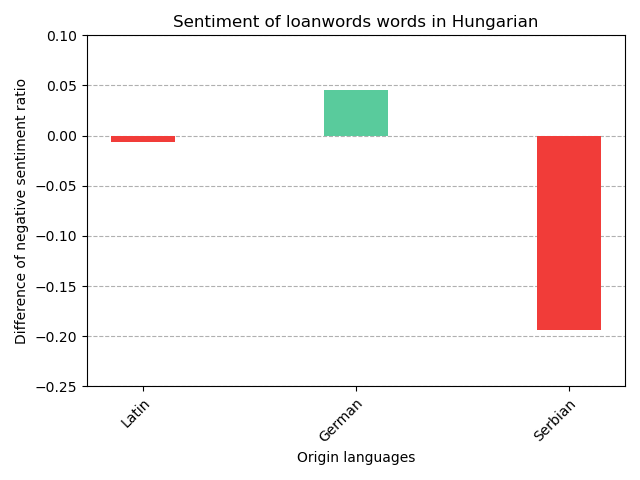 Sentiment of loanwords words in Hungarian
0.10
0.05
0.00
−0.05
−0.10
−0.15
−0.20
−0.25
Difference of negative sentiment ratio
Latin
German
Serbian
Origin languages